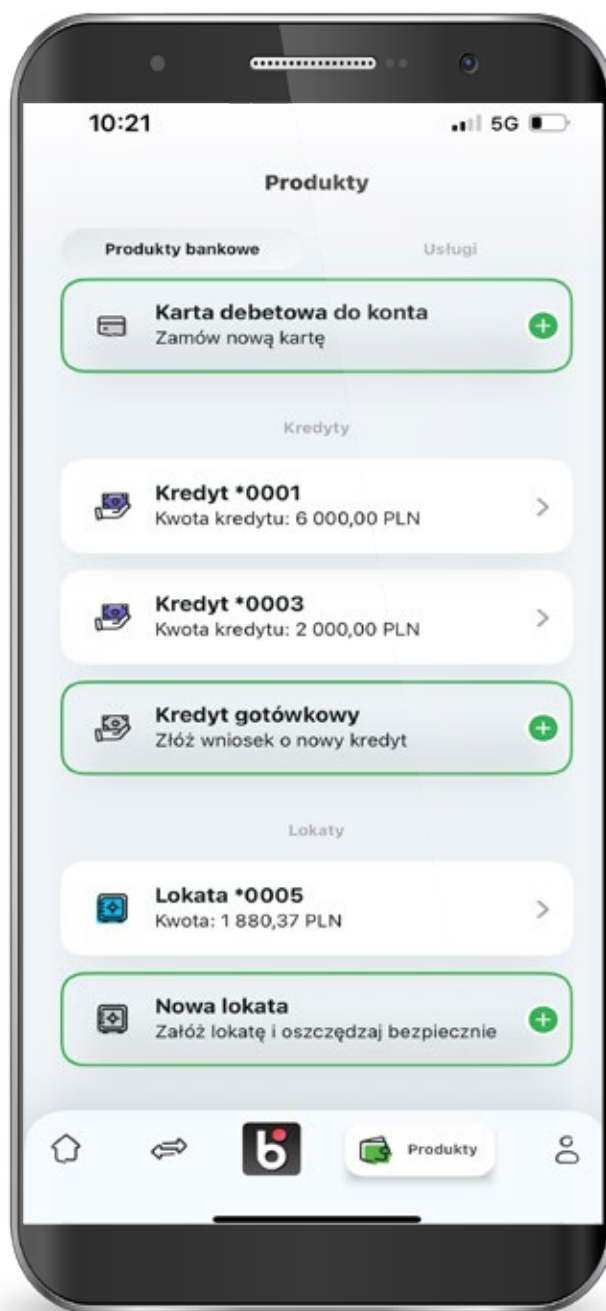 10:21
5G
Produkty
Produkty bankowe
Usługi
Karta debetowa do konta
Zamów nową kartę
Kredyty
Kredyt *0001
Kwota kredytu: 6 000,00 PLN
Kredyt *0003
Kwota kredytu: 2 000,00 PLN
Kredyt gotówkowy
Złóż wniosek o nowy kredyt
Lokaty
Lokata *0005
Kwota: 1 880,37 PLN
Nowa lokata
Załóż lokatę i oszczędzaj bezpiecznie
b
Produkty